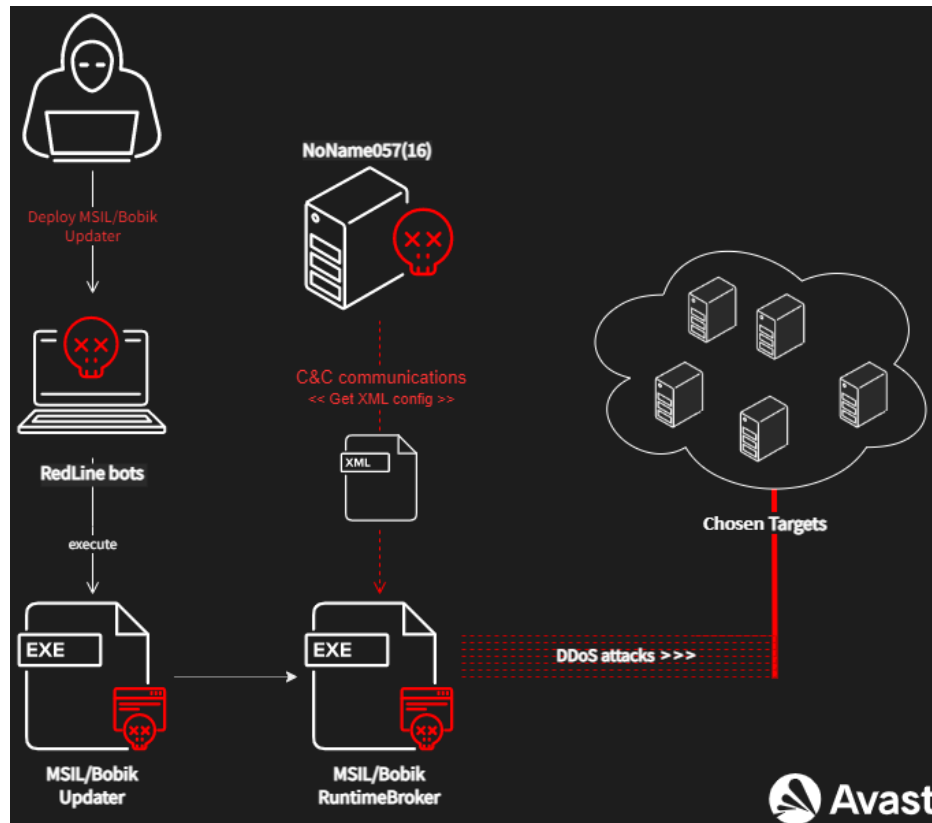 NoName057(16)
Deploy MSIL/Bobik
Updater
C&C communications
<< Get XML config >>
XML
RedLine bots
execute
Chosen Targets
EXE
EXE
DDoS attacks >>>
MSIL/Bobik
Updater
MSIL/Bobik
RuntimeBroker
Avast